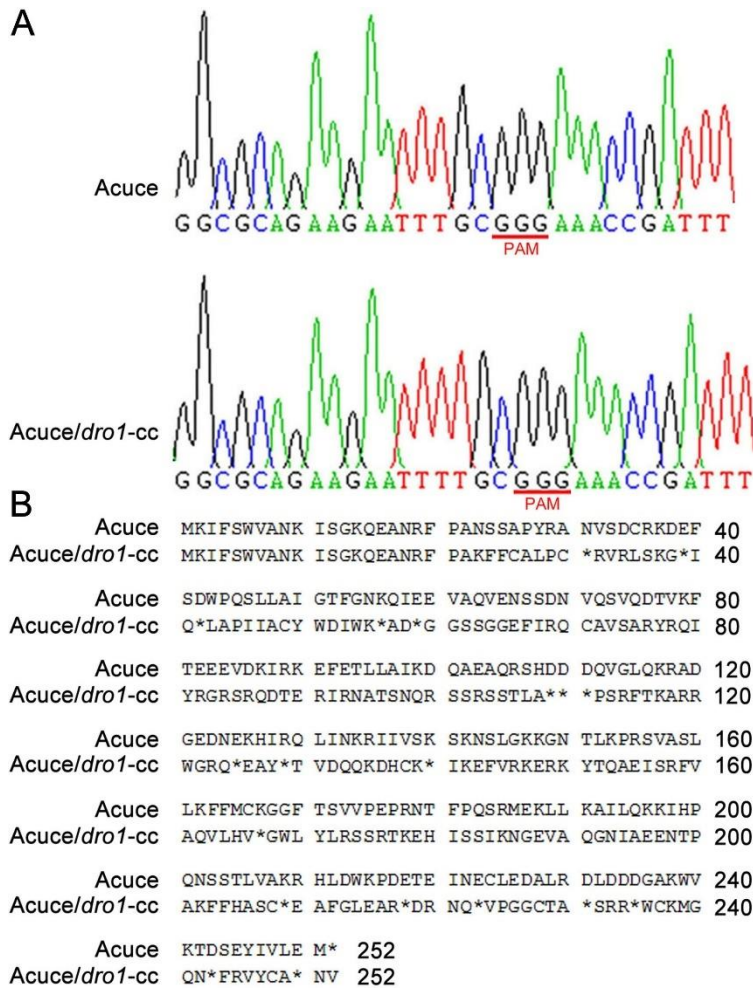 A
Acuce
GGCGCAGAAGAATTTGCGGGAAACCGATTT
PAM
Acuce/dro1-cc
GGCGCAGAAGAATTTTGCGGGAAACCGATTT
PAM
B
Acuce MKIFSWVANK ISGKQEANRF PANSSAPYRA NVSDCRKDEF 40
Acuce/dro1-cc MKIFSWVANK ISGKQEANRF PAKFFCALPC *RVRLSKG*I 40
Acuce SDWPQSLLAI GTFGNKQIEE VAQVENSSDN VQSVQDTVKF 80
Acuce/dro1-cc Q*LAPIIACY WDIWK*AD*G GSSGGEFIRQ CAVSARYRQI 80
Acuce TEEEVDKIRK EFETLLAIKD QAEAQRSHDD DQVGLQKRAD 120
Acuce/dro1-cc YRGRSRQDTE RIRNATSNQR SSRSSTLA** *PSRFTKARR 120
Acuce GEDNEKHIRQ LINKRIIVSK SKNSLGKKGN TLKPRSVASL 160
Acuce/dro1-cc WGRQ*EAY*T VDQQKDHCK* IKEFVRKERK YTQAEISRFV 160
Acuce LKFFMCKGGF TSVVPEPRNT FPQSRMEKLL KAILQKKIHP 200
Acuce/dro1-cc AQVLHV*GWL YLRSSRTKEH ISSIKNGEVA QGNIAEENTP 200
Acuce QNSSTLVAKR HLDWKPDETE INECLEDALR DLDDDGAKWV 240
Acuce/dro1-cc AKFFHASC*E AFGLEAR*DR NQ*VPGGCTA *SRR*WCKMG 240
Acuce KTDSEYIVLE M* 252
Acuce/dro1-cc QN*FRVYCA* NV 252